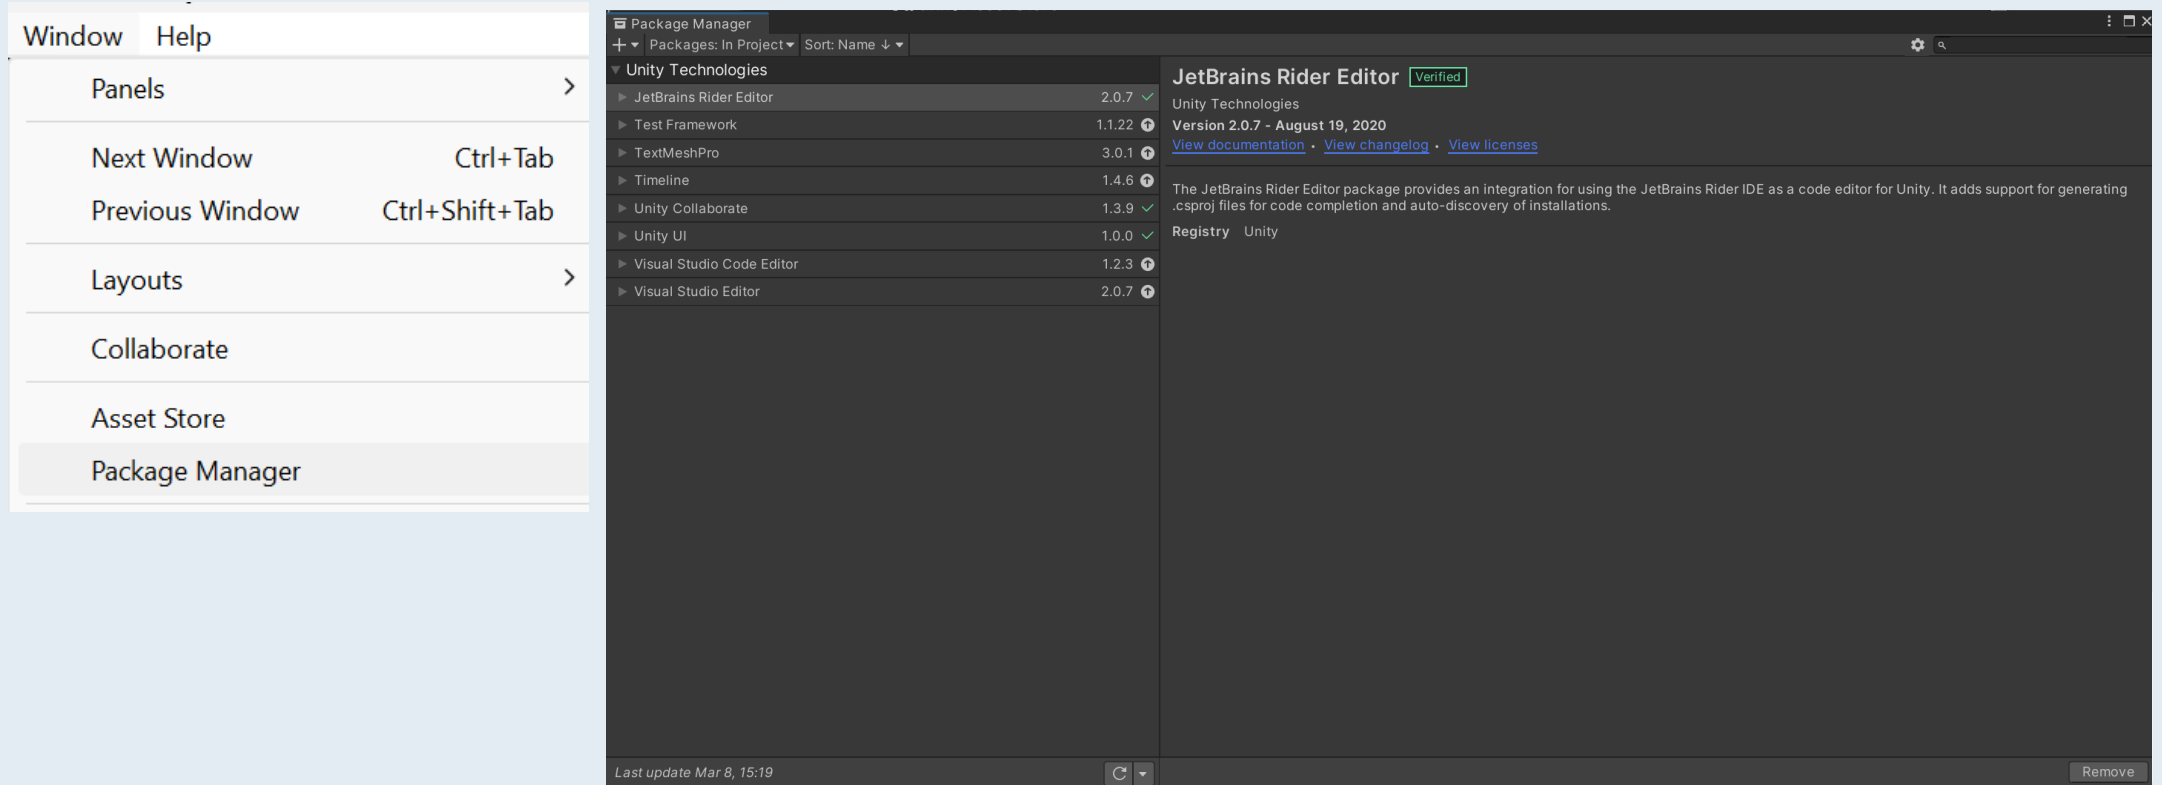 Window Help
Panels
Next Window Ctrl+Tab
Previous Window Ctrl+Shift+Tab
Layouts
Collaborate
Asset Store
Package Manager
Package Manager
Packages: In Project Sort: Name ↓
Unity Technologies
JetBrains Rider Editor 2.0.7
Test Framework 1.1.22
TextMeshPro 3.0.1
Timeline 1.4.6
Unity Collaborate 1.3.9
Unity UI 1.0.0
Visual Studio Code Editor 1.2.3
Visual Studio Editor 2.0.7
Last update Mar 8, 15:19
JetBrains Rider Editor Verified
Unity Technologies
Version 2.0.7 - August 19, 2020
View documentation • View changelog • View licenses
The JetBrains Rider Editor package provides an integration for using the JetBrains Rider IDE as a code editor for Unity. It adds support for generating
.csproj files for code completion and auto-discovery of installations.
Registry Unity
Remove